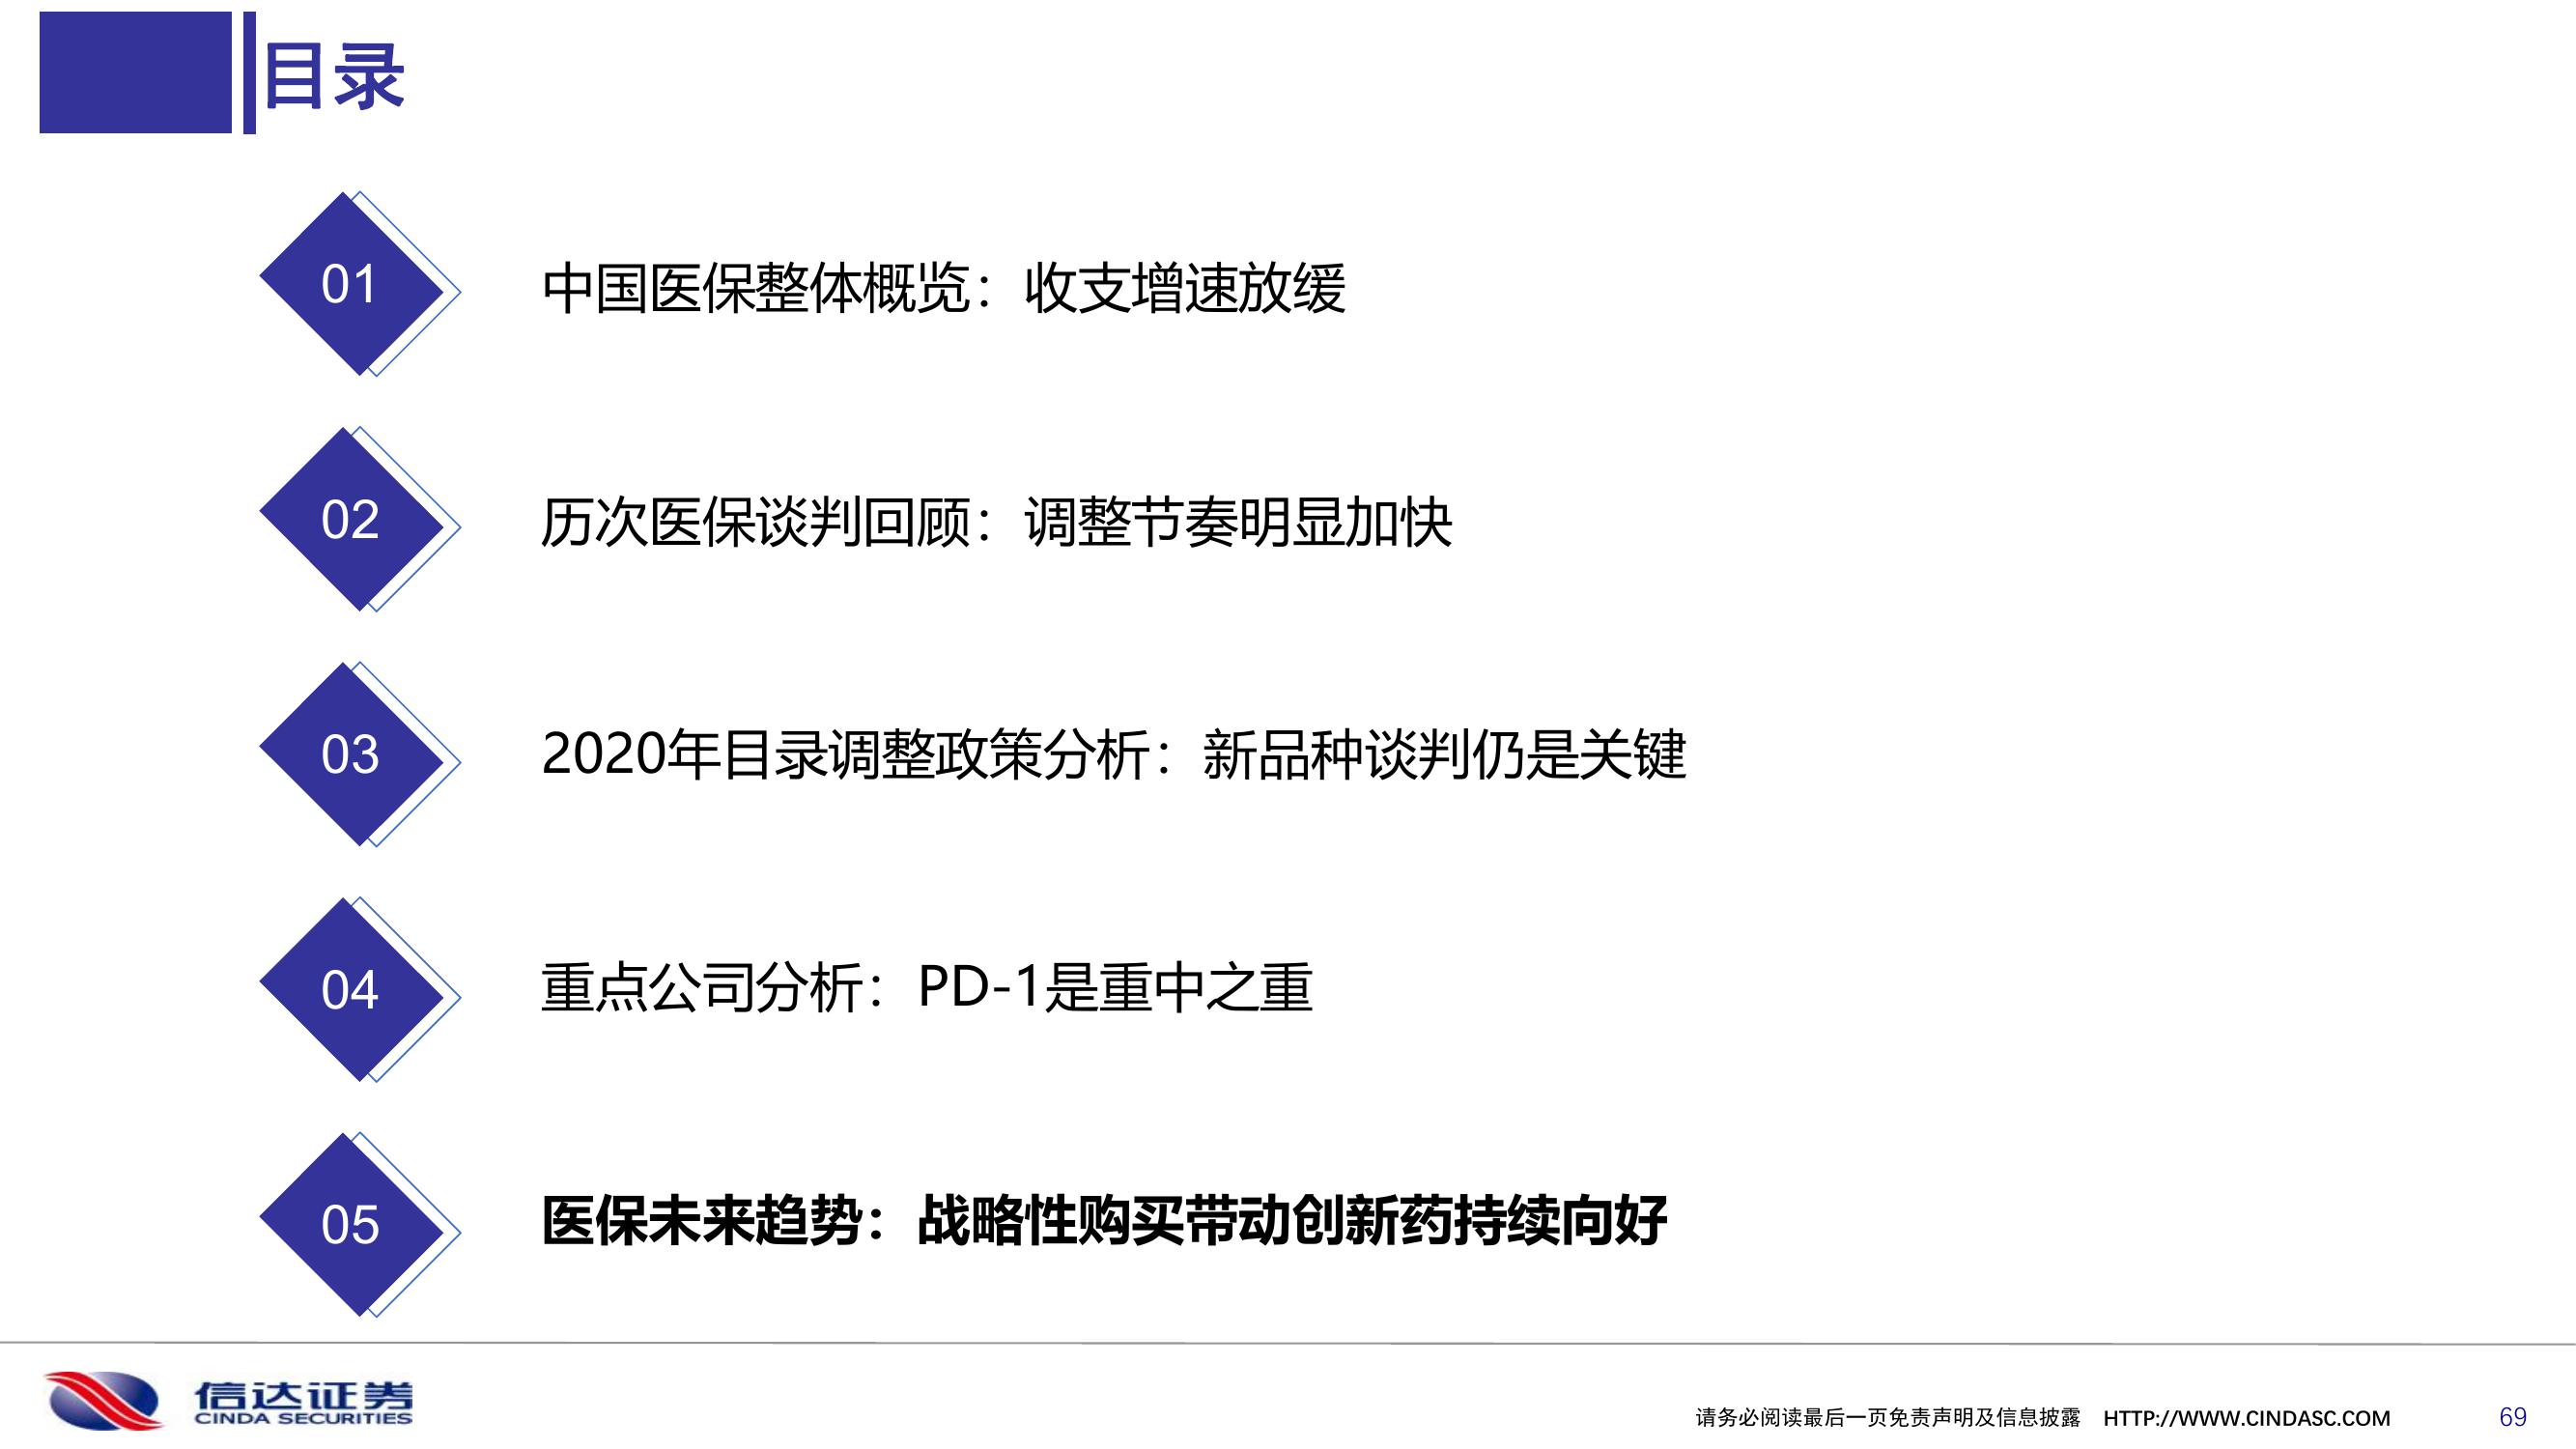 目录
01
中国医保整体概览：收支增速放缓
02
历次医保谈判回顾：调整节奏明显加快
03
2020年目录调整政策分析：新品种谈判仍是关键
04
重点公司分析：PD-1是重中之重
05
医保未来趋势：战略性购买带动创新药持续向好
信达证券
CINDA SECURITIES
请务必阅读最后一页免责声明及信息披露 HTTP://WWW.CINDASC.COM
69